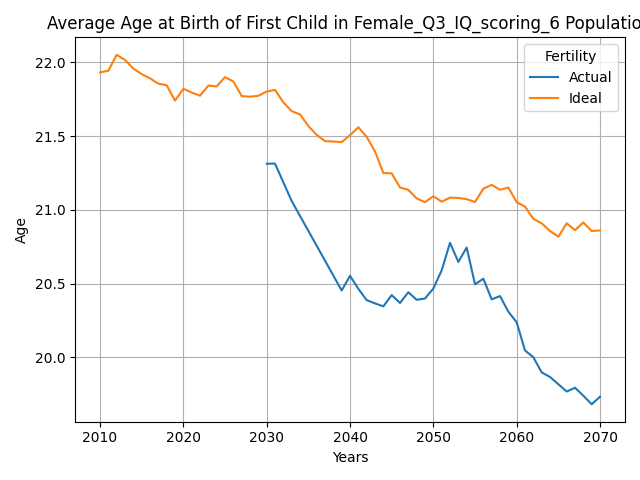 Average Age at Birth of First Child in Female_Q3_IQ_scoring_6 Populatio
Fertility
Actual
Ideal
22.0
21.5
21.0
20.5
20.0
Age
2010 2020 2030 2040 2050 2060 2070
Years